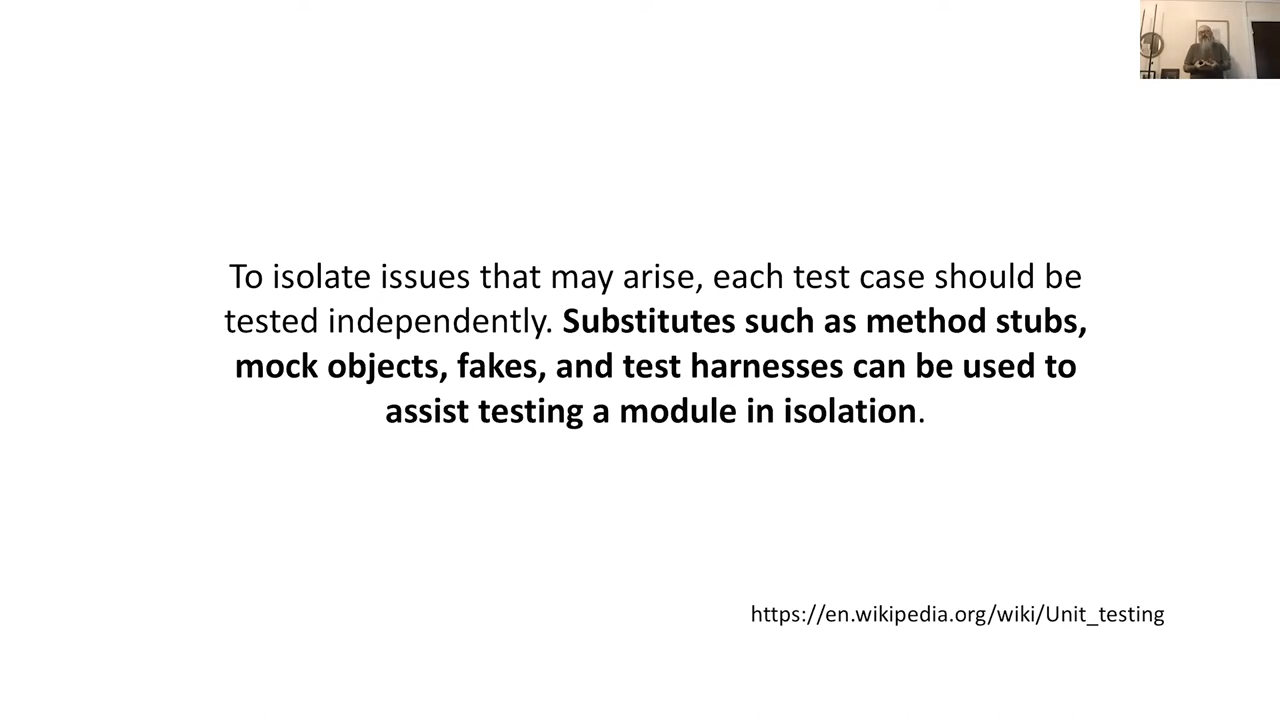 To isolate issues that may arise, each test case should be
tested independently. Substitutes such as method stubs,
mock objects, fakes, and test harnesses can be used to
assist testing a module in isolation.
https://en.wikipedia.org/wiki/Unit_testing